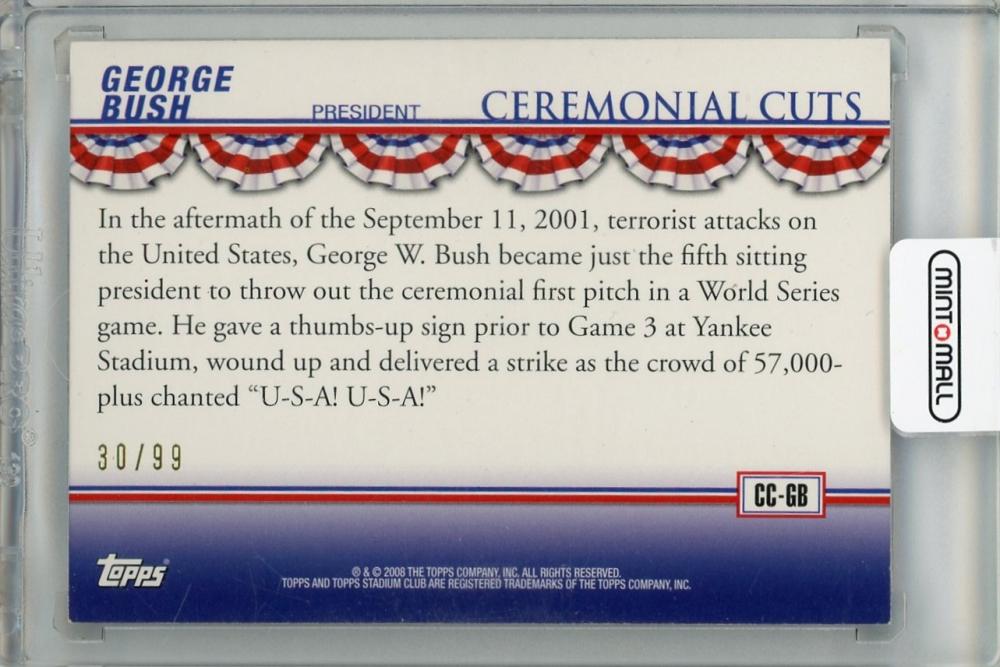 GEORGE
BUSH
PRESIDENT
CEREMONIAL CUTS
In the aftermath of the September 11, 2001, terrorist attacks on
the United States, George W. Bush became just the fifth sitting
president to throw out the ceremonial first pitch in a World Series
game. He gave a thumbs-up sign prior to Game 3 at Yankee
Stadium, wound up and delivered a strike as the crowd of 57,000-
plus chanted “U-S-A! U-S-A!”
30/99
CC-GB
TOPPS
® & © 2008 THE TOPPS COMPANY, INC. ALL RIGHTS RESERVED.
TOPPS AND TOPPS STADIUM CLUB ARE REGISTERED TRADEMARKS OF THE TOPPS COMPANY, INC.
MINT MALL